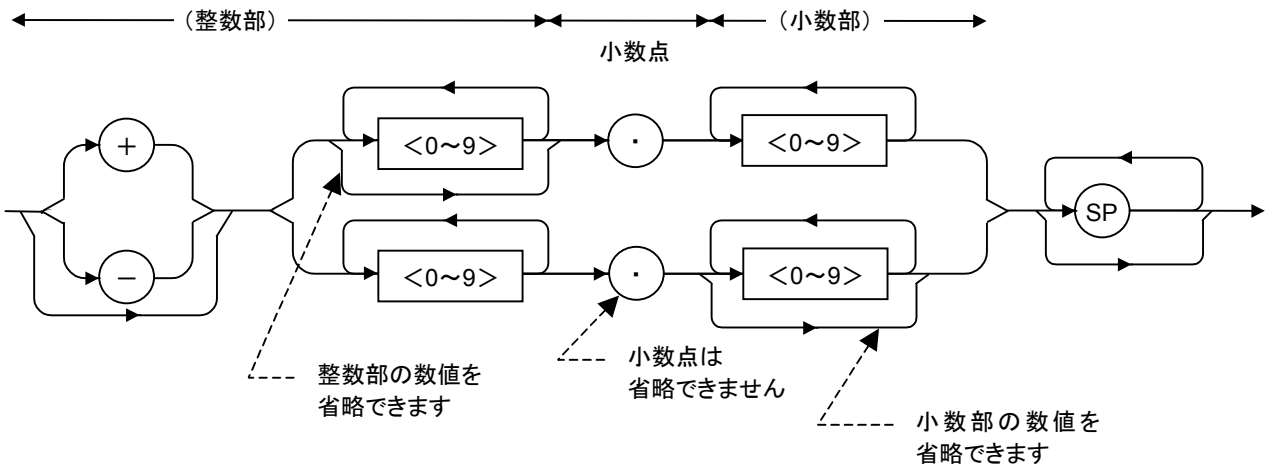 （整数部）
（小数部）
小数点
＋
<0～9>
・
<0～9>
SP
－
<0～9>
・
<0～9>
整数部の数値を
省略できます
小数点は
省略できません
小数部の数値を
省略できます